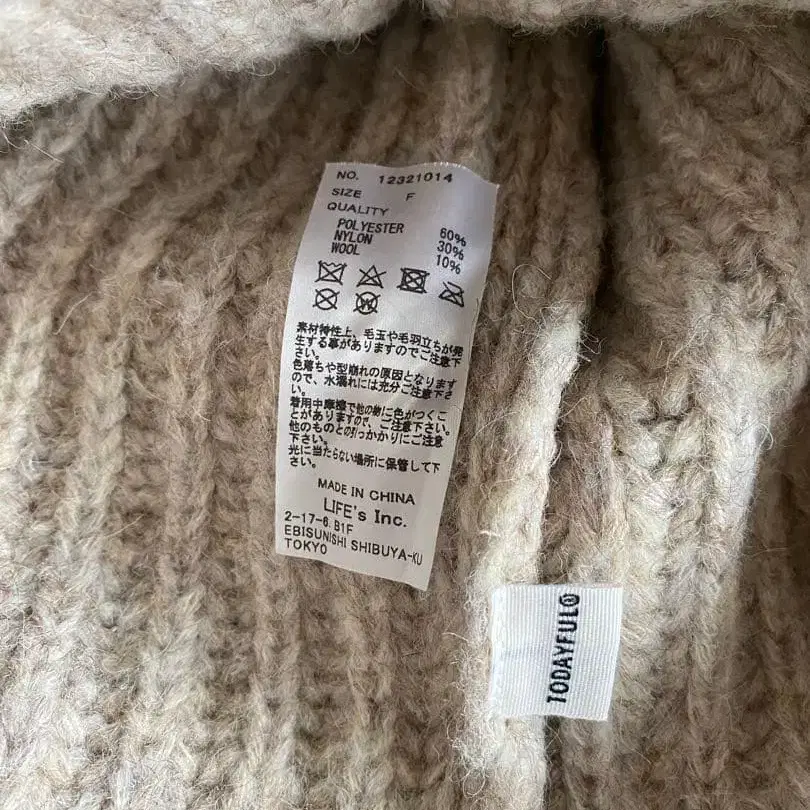 NO. 12321014
SIZE F
QUALITY
POLYESTER 60%
NYLON 30%
WOOL 10%
素材特性上、毛玉や毛羽立ちが発
生する事がありますのでご注意下
さい。
色落ちや型崩れの原因となります
ので、水濡れには充分ご注意下さ
い。
着用中摩擦で他の物に色がつくこ
とがありますので、ご注意下さい。
他のものとの引っかかりにご注意
下さい。
光に当たらない場所に保管して下
さい。
MADE IN CHINA
LIFE's Inc.
2-17-6 B1F
EBISUNISHI SHIBUYA-KU
TOKYO
TODAYFUL